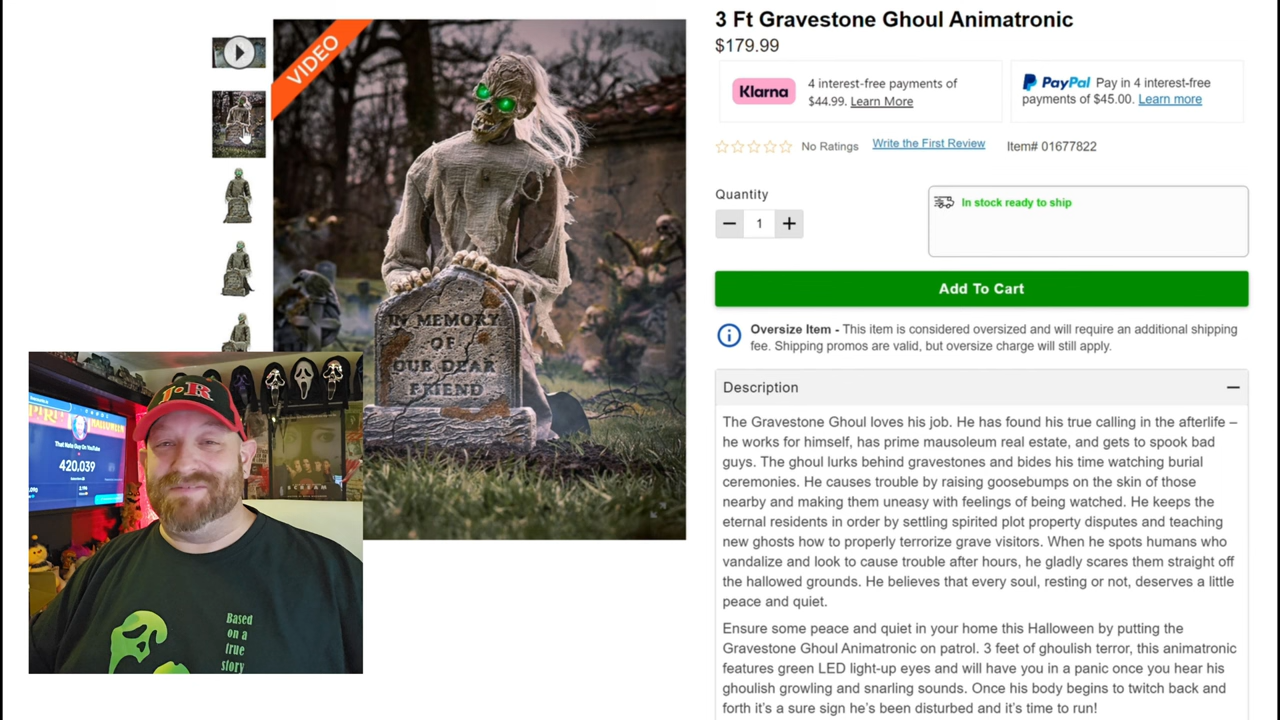 3 Ft Gravestone Ghoul Animatronic
$179.99
Klarna
4 interest-free payments of
$44.99. Learn More
PayPal Pay in 4 interest-free
payments of $45.00. Learn more
No Ratings
Write the First Review
Item# 01677822
Quantity
1
In stock ready to ship
Add To Cart
Oversize Item - This item is considered oversized and will require an additional shipping
fee. Shipping promos are valid, but oversize charge will still apply.
Description
The Gravestone Ghoul loves his job. He has found his true calling in the afterlife –
he works for himself, has prime mausoleum real estate, and gets to spook bad
guys. The ghoul lurks behind gravestones and bides his time watching burial
ceremonies. He causes trouble by raising goosebumps on the skin of those
nearby and making them uneasy with feelings of being watched. He keeps the
eternal residents in order by settling spirited plot property disputes and teaching
new ghosts how to properly terrorize grave visitors. When he spots humans who
vandalize and look to cause trouble after hours, he gladly scares them straight off
the hallowed grounds. He believes that every soul, resting or not, deserves a little
peace and quiet.
Ensure some peace and quiet in your home this Halloween by putting the
Gravestone Ghoul Animatronic on patrol. 3 feet of ghoulish terror, this animatronic
features green LED light-up eyes and will have you in a panic once you hear his
ghoulish growling and snarling sounds. Once his body begins to twitch back and
forth it's a sure sign he's been disturbed and it's time to run!
VIDEO
IN MEMORY
OF
OUR DEAR
FRIEND
420,039
SCREAM
Based
on a
true
story